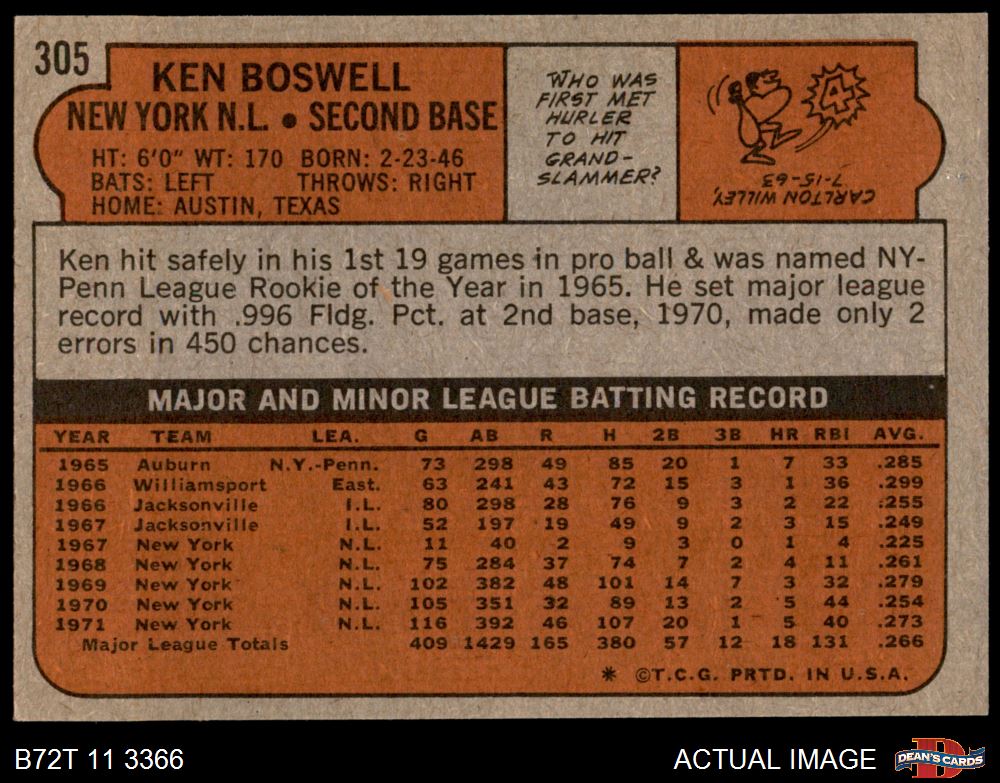 305
KEN BOSWELL
NEW YORK N.L. • SECOND BASE
HT: 6'0" WT: 170 BORN: 2-23-46
BATS: LEFT THROWS: RIGHT
HOME: AUSTIN, TEXAS
WHO WAS
FIRST MET
HURLER
TO HIT
GRAND-
SLAMMER?
4
CARLTON WILLEY,
7-15-63
Ken hit safely in his 1st 19 games in pro ball & was named NY-
Penn League Rookie of the Year in 1965. He set major league
record with .996 Fldg. Pct. at 2nd base, 1970, made only 2
errors in 450 chances.
MAJOR AND MINOR LEAGUE BATTING RECORD
YEAR TEAM LEA. G AB R H 2B 3B HR RBI AVG.
1965 Auburn N.Y.-Penn. 73 298 49 85 20 1 7 33 .285
1966 Williamsport East. 63 241 43 72 15 3 1 36 .299
1966 Jacksonville I.L. 80 298 28 76 9 3 2 22 .255
1967 Jacksonville I.L. 52 197 19 49 9 2 3 15 .249
1967 New York N.L. 11 40 2 9 3 0 1 4 .225
1968 New York N.L. 75 284 37 74 7 2 4 11 .261
1969 New York N.L. 102 382 48 101 14 7 3 32 .279
1970 New York N.L. 105 351 32 89 13 2 5 44 .254
1971 New York N.L. 116 392 46 107 20 1 5 40 .273
Major League Totals 409 1429 165 380 57 12 18 131 .266
* ©T.C.G. PRTD. IN U.S.A.
B72T 11 3366
ACTUAL IMAGE
DEAN'S CARDS